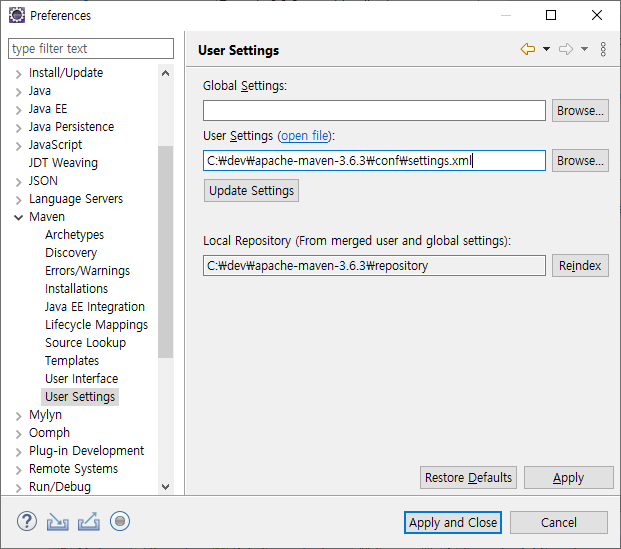 Preferences
type filter text
Install/Update
Java
Java EE
Java Persistence
JavaScript
JDT Weaving
JSON
Language Servers
Maven
Archetypes
Discovery
Errors/Warnings
Installations
Java EE Integration
Lifecycle Mappings
Source Lookup
Templates
User Interface
User Settings
Mylyn
Oomph
Plug-in Development
Remote Systems
Run/Debug
User Settings
Global Settings:
Browse...
User Settings (open file):
C:₩dev₩apache-maven-3.6.3₩conf₩settings.xml
Browse...
Update Settings
Local Repository (From merged user and global settings):
C:₩dev₩apache-maven-3.6.3₩repository
Reindex
Restore Defaults
Apply
Apply and Close
Cancel